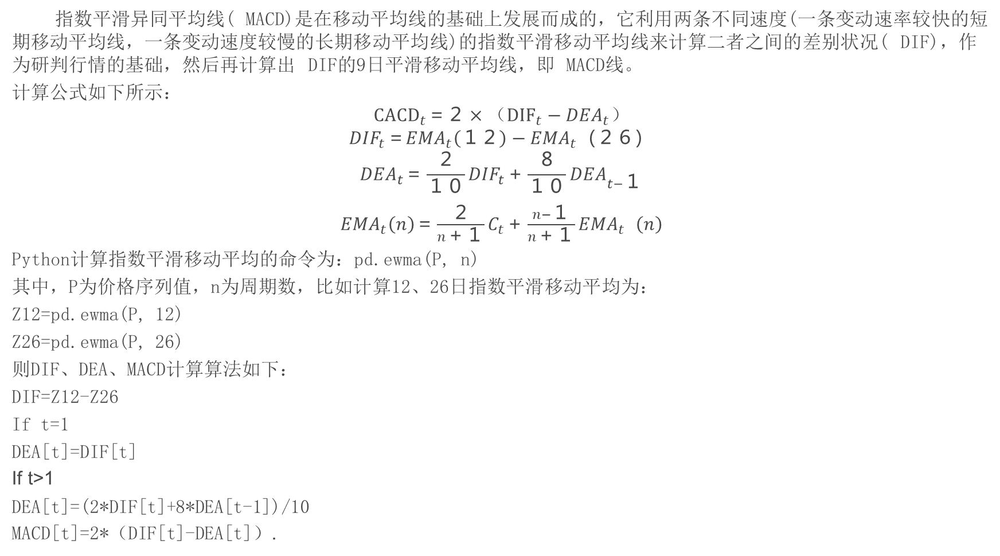 指数平滑异同平均线( MACD)是在移动平均线的基础上发展而成的，它利用两条不同速度(一条变动速率较快的短
期移动平均线，一条变动速度较慢的长期移动平均线)的指数平滑移动平均线来计算二者之间的差别状况( DIF)，作
为研判行情的基础，然后再计算出 DIF的9日平滑移动平均线，即 MACD线。
计算公式如下所示：
CACD_t = 2 × （DIF_t − DEA_t）
DIF_t = EMA_t(12) − EMA_t (26)
DEA_t = 2/10 DIF_t + 8/10 DEA_{t−1}
EMA_t(n) = 2/(n+1) C_t + (n−1)/(n+1) EMA_t (n)
Python计算指数平滑移动平均的命令为：pd.ewma(P, n)
其中，P为价格序列值，n为周期数，比如计算12、26日指数平滑移动平均为：
Z12=pd.ewma(P, 12)
Z26=pd.ewma(P, 26)
则DIF、DEA、MACD计算算法如下：
DIF=Z12-Z26
If t=1
DEA[t]=DIF[t]
If t>1
DEA[t]=(2*DIF[t]+8*DEA[t-1])/10
MACD[t]=2*（DIF[t]-DEA[t]）.